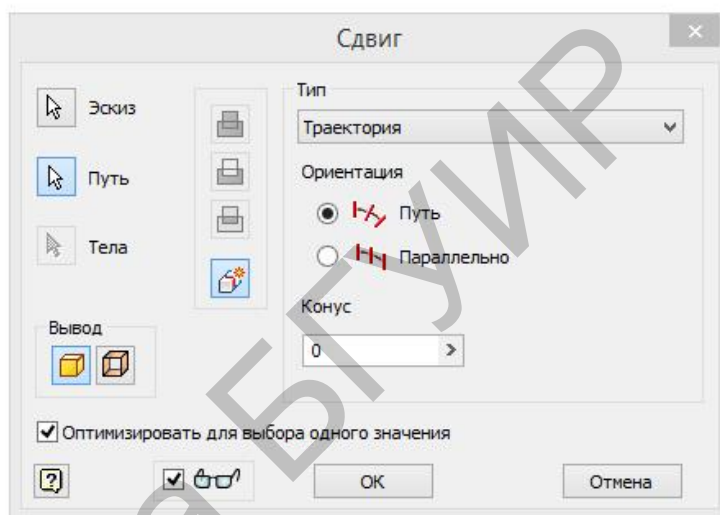 Сдвиг
Эскиз
Путь
Тела
Вывод
Тип
Траектория
Ориентация
Путь
Параллельно
Конус
0
Оптимизировать для выбора одного значения
OK
Отмена
БГУИР